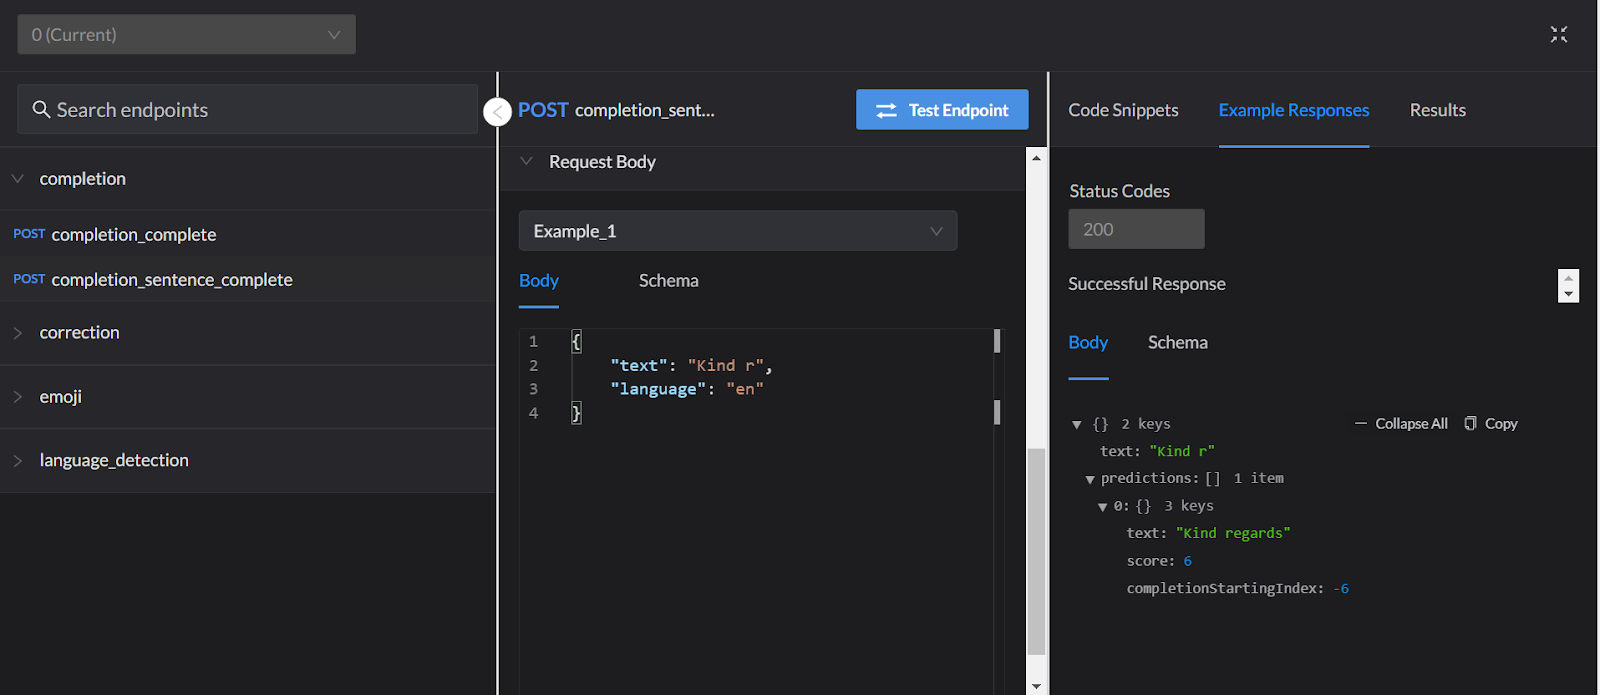 0 (Current)
Search endpoints
completion
POST completion_complete
POST completion_sentence_complete
correction
emoji
language_detection
POST completion_sent...
Test Endpoint
Request Body
Example_1
Body Schema
1 {
2 "text": "Kind r",
3 "language": "en"
4 }
Code Snippets Example Responses Results
Status Codes
200
Successful Response
Body Schema
{} 2 keys Collapse All Copy
text: "Kind r"
predictions: [] 1 item
0: {} 3 keys
text: "Kind regards"
score: 6
completionStartingIndex: -6